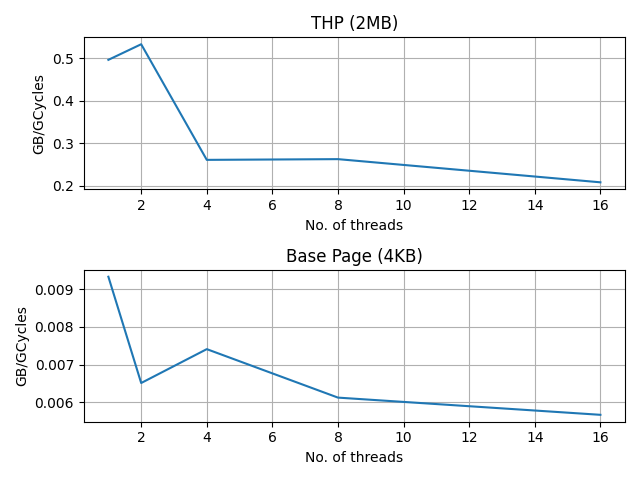 THP (2MB)
GB/GCycles
0.5
0.4
0.3
0.2
2 4 6 8 10 12 14 16
No. of threads
Base Page (4KB)
GB/GCycles
0.009
0.008
0.007
0.006
2 4 6 8 10 12 14 16
No. of threads